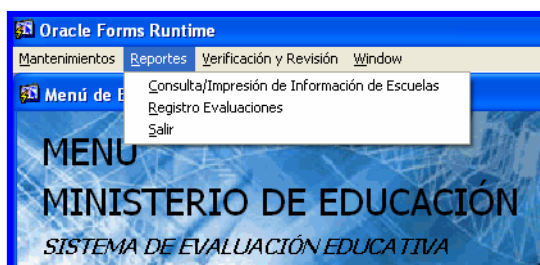 Oracle Forms Runtime
Mantenimientos Reportes Verificación y Revisión Window
Consulta/Impresión de Información de Escuelas
Registro Evaluaciones
Salir
Menú de
MENU
MINISTERIO DE EDUCACIÓN
SISTEMA DE EVALUACIÓN EDUCATIVA